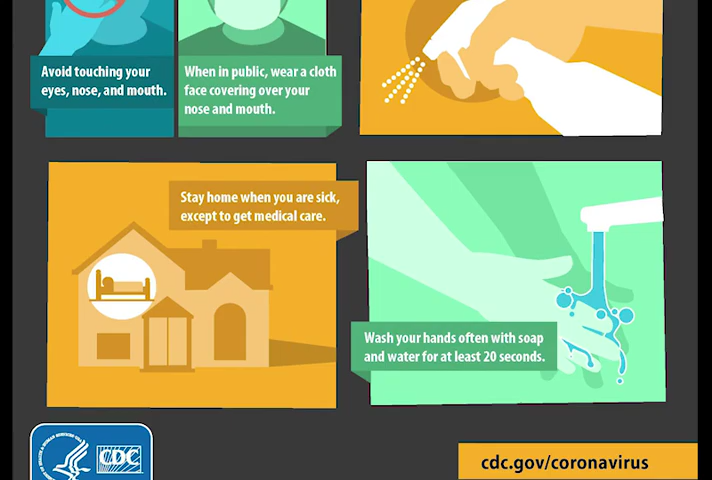 Avoid touching your
eyes, nose, and mouth.
When in public, wear a cloth
face covering over your
nose and mouth.
Stay home when you are sick,
except to get medical care.
Wash your hands often with soap
and water for at least 20 seconds.
CDC
cdc.gov/coronavirus